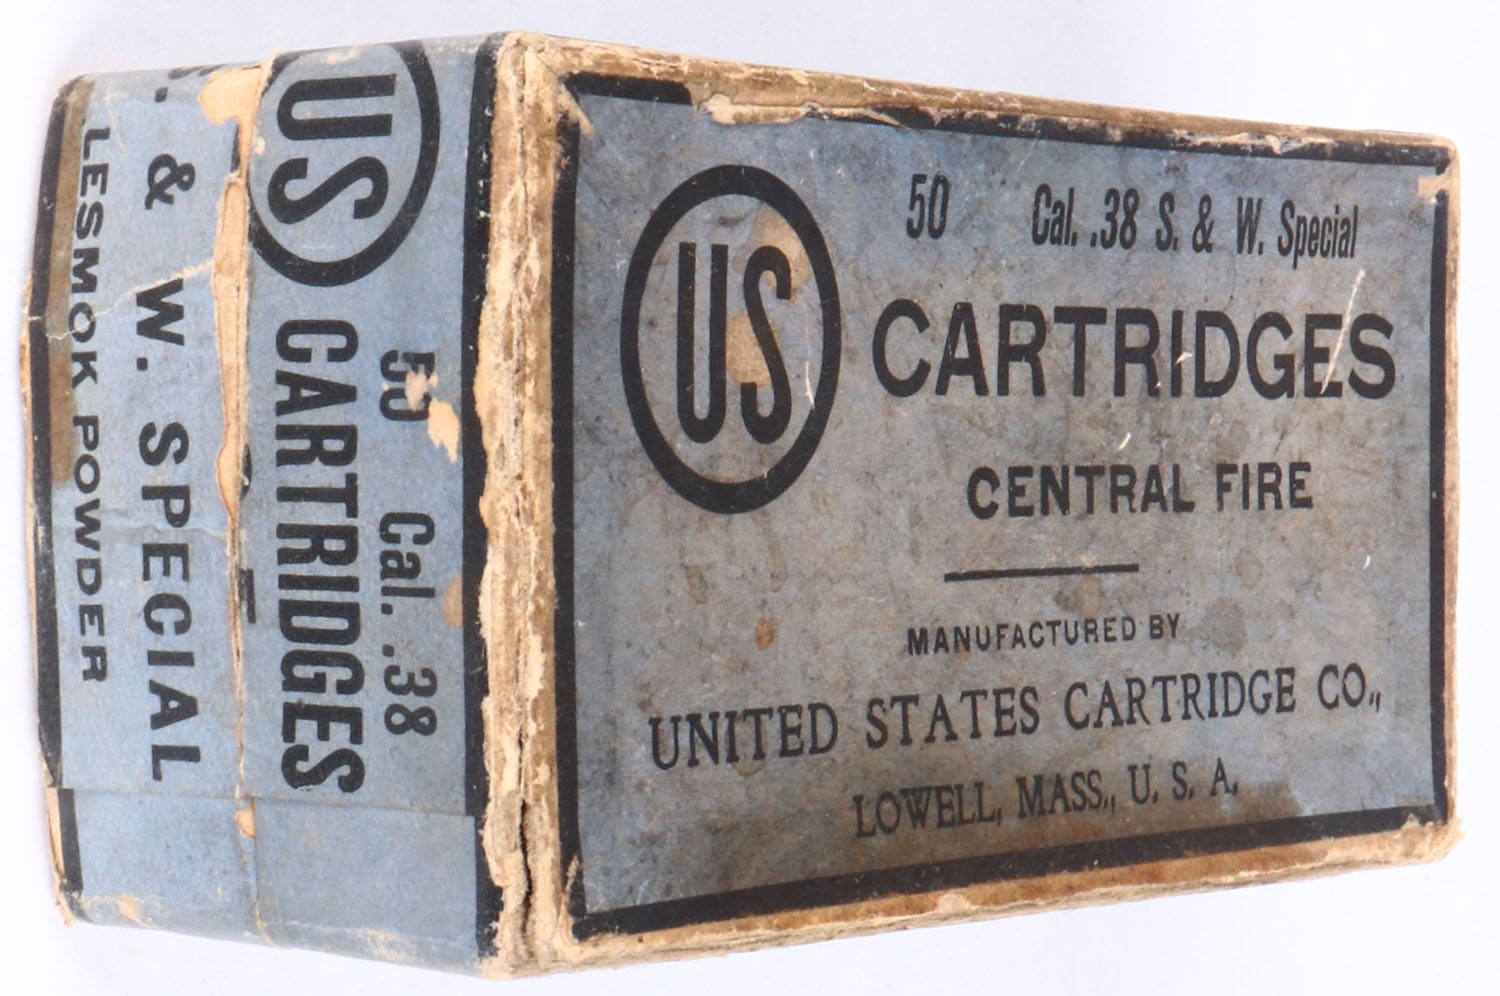 US
50 Cal. .38 S. & W. Special
CARTRIDGES
CENTRAL FIRE
MANUFACTURED BY
UNITED STATES CARTRIDGE CO.,
LOWELL, MASS., U. S. A.
50 Cal. .38
US CARTRIDGES
S. & W. SPECIAL
LESMOK POWDER